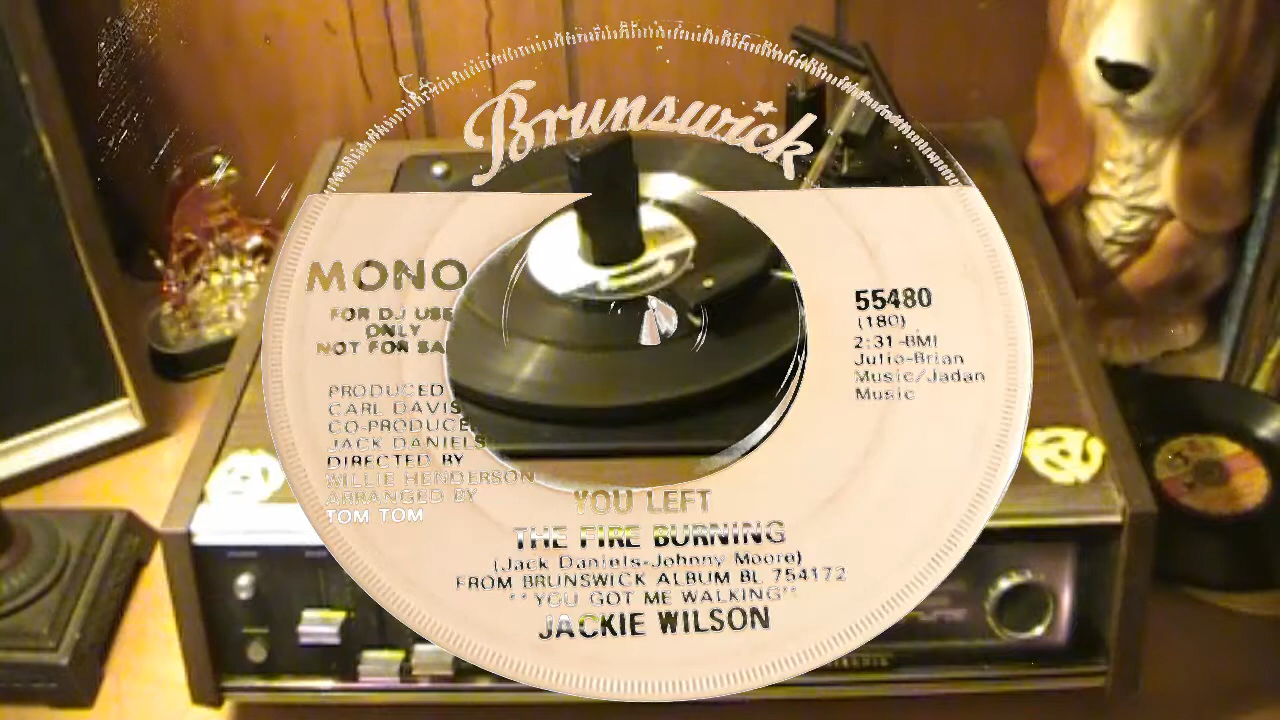 Brunswick
MONO
FOR DJ USE
ONLY
NOT FOR SA
55480
(180)
2:31-BMI
Julio-Brian
Music/Jadan
Music
PRODUCED
CARL DAVIS
CO-PRODUCE
JACK DANIELS
DIRECTED BY
WILLIE HENDERSON
ARRANGED BY
TOM TOM
YOU LEFT
THE FIRE BURNING
(Jack Daniels-Johnny Moore)
FROM BRUNSWICK ALBUM BL 754172
"YOU GOT ME WALKING"
JACKIE WILSON